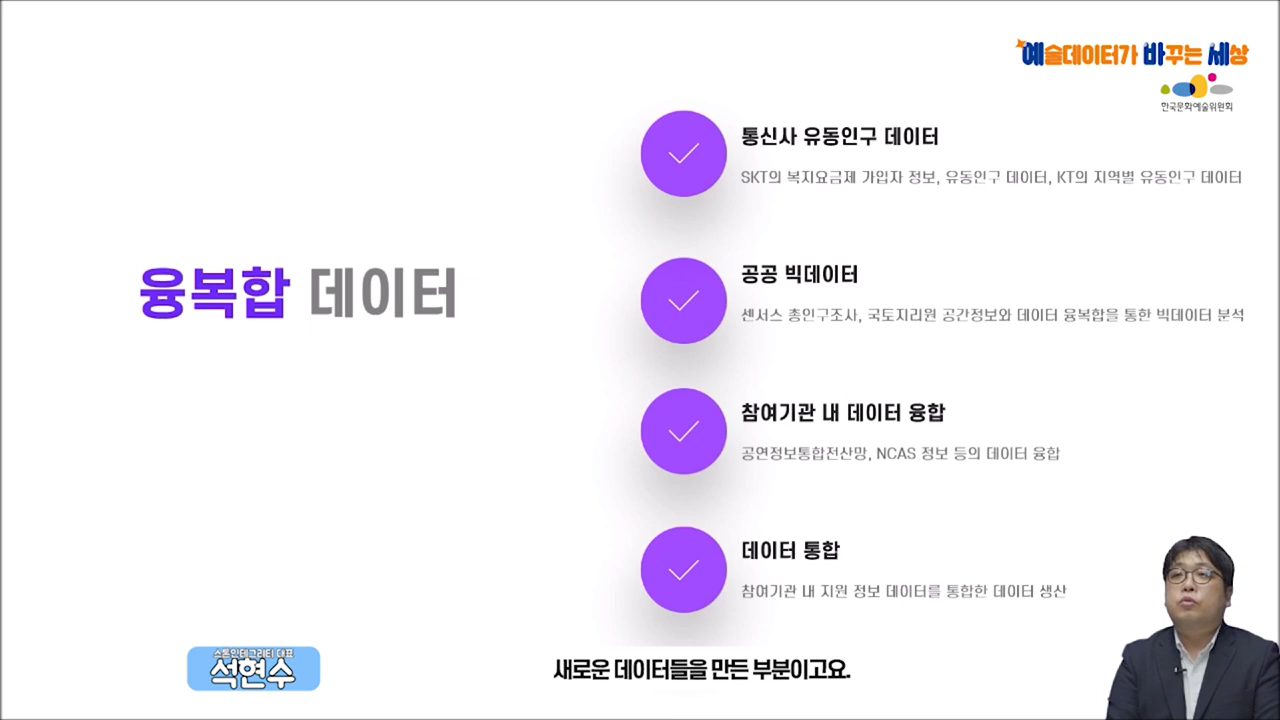 예술데이터가 바꾸는 세상
한국문화예술위원회
융복합 데이터
통신사 유동인구 데이터
SKT의 복지요금제 가입자 정보, 유동인구 데이터, KT의 지역별 유동인구 데이터
공공 빅데이터
센서스 총인구조사, 국토지리원 공간정보와 데이터 융복합을 통한 빅데이터 분석
참여기관 내 데이터 융합
공연정보통합전산망, NCAS 정보 등의 데이터 융합
데이터 통합
참여기관 내 지원 정보 데이터를 통합한 데이터 생산
스톤인테그리티 대표
석현수
새로운 데이터들을 만든 부분이고요.